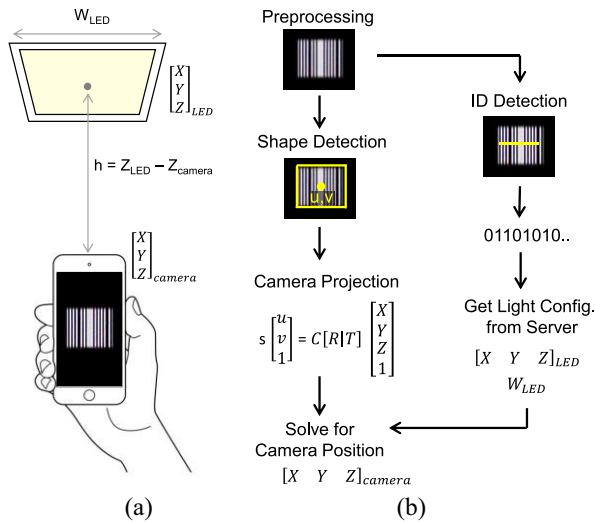 W_LED
[X Y Z]_LED
h = Z_LED – Z_camera
[X Y Z]_camera
(a)
Preprocessing
Shape Detection
u,v
Camera Projection
s [u v 1] = C[R|T] [X Y Z 1]
Solve for
Camera Position
[X Y Z]_camera
ID Detection
01101010..
Get Light Config.
from Server
[X Y Z]_LED
W_LED
(b)